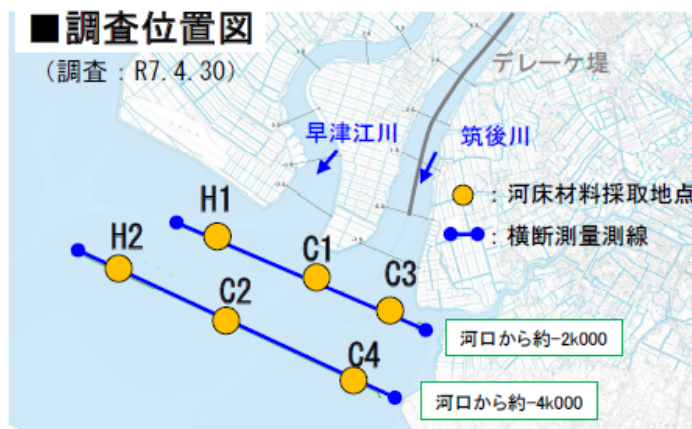 ■調査位置図
(調査：R7.4.30)
デレーケ堤
早津江川
筑後川
：河床材料採取地点
：横断測量測線
H1
H2
C1
C3
C2
C4
河口から約-2k000
河口から約-4k000